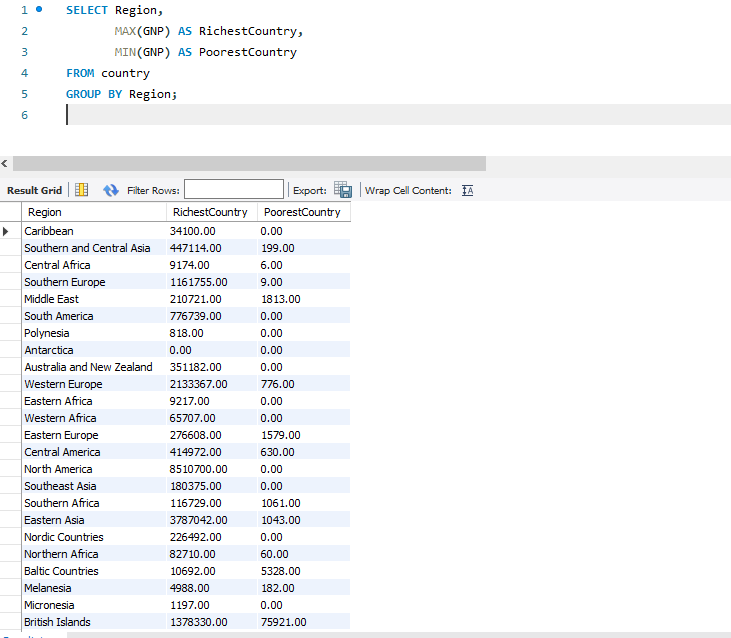 1 SELECT Region,
2 MAX(GNP) AS RichestCountry,
3 MIN(GNP) AS PoorestCountry
4 FROM country
5 GROUP BY Region;
6
Result Grid Filter Rows: Export: Wrap Cell Content:
Region RichestCountry PoorestCountry
Caribbean 34100.00 0.00
Southern and Central Asia 447114.00 199.00
Central Africa 9174.00 6.00
Southern Europe 1161755.00 9.00
Middle East 210721.00 1813.00
South America 776739.00 0.00
Polynesia 818.00 0.00
Antarctica 0.00 0.00
Australia and New Zealand 351182.00 0.00
Western Europe 2133367.00 776.00
Eastern Africa 9217.00 0.00
Western Africa 65707.00 0.00
Eastern Europe 276608.00 1579.00
Central America 414972.00 630.00
North America 8510700.00 0.00
Southeast Asia 180375.00 0.00
Southern Africa 116729.00 1061.00
Eastern Asia 3787042.00 1043.00
Nordic Countries 226492.00 0.00
Northern Africa 82710.00 60.00
Baltic Countries 10692.00 5328.00
Melanesia 4988.00 182.00
Micronesia 1197.00 0.00
British Islands 1378330.00 75921.00